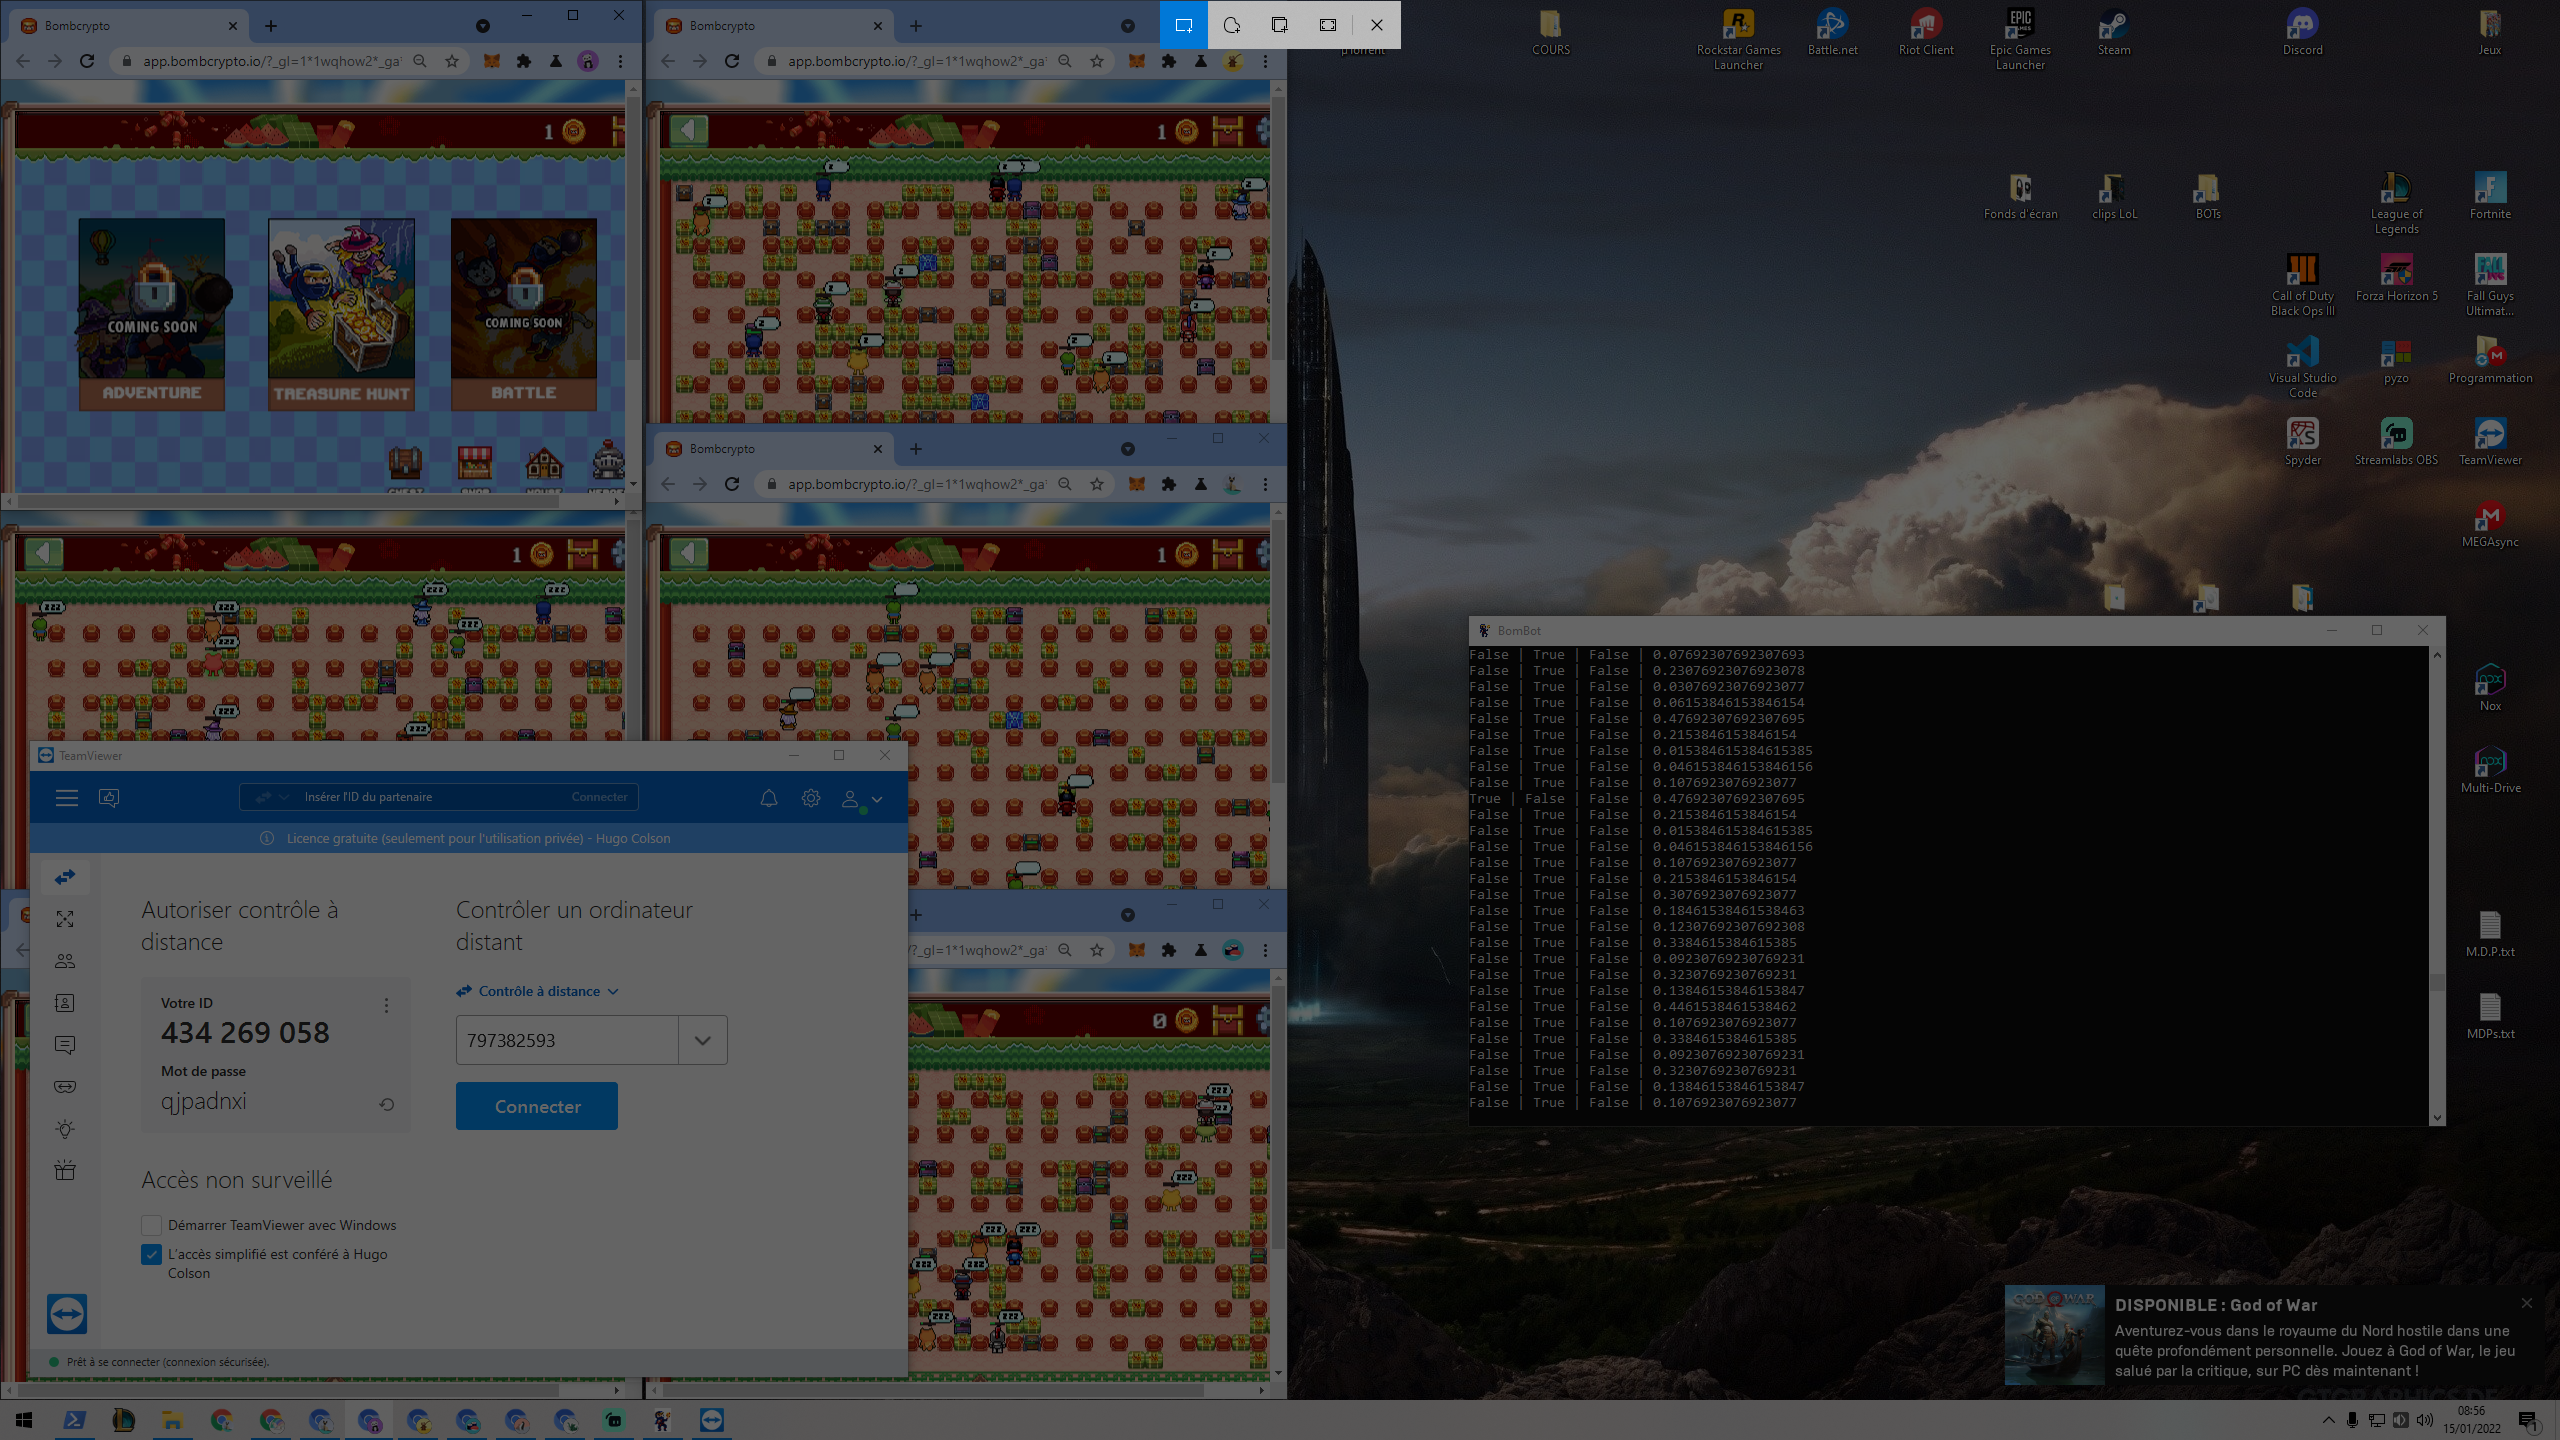 Bombcrypto
app.bombcrypto.io/?_gl=1*1wqhow2*_ga
1
COMING SOON
ADVENTURE
TREASURE HUNT
COMING SOON
BATTLE
Bombcrypto
app.bombcrypto.io/?_gl=1*1wqhow2*_ga
1
Bombcrypto
app.bombcrypto.io/?_gl=1*1wqhow2*_ga
1
1
/?_gl=1*1wqhow2*_ga
0
TeamViewer
Insérer l'ID du partenaire
Connecter
Licence gratuite (seulement pour l'utilisation privée) - Hugo Colson
Autoriser contrôle à
distance
Votre ID
434 269 058
Mot de passe
qjpadnxi
Accès non surveillé
Démarrer TeamViewer avec Windows
L'accès simplifié est conféré à Hugo
Colson
Contrôler un ordinateur
distant
Contrôle à distance
797382593
Connecter
Prêt à se connecter (connexion sécurisée).
COURS
Rockstar Games
Launcher
Battle.net
Riot Client
Epic Games
Launcher
Steam
Discord
Jeux
Fonds d'écran
clips LoL
BOTs
League of
Legends
Fortnite
Call of Duty
Black Ops III
Forza Horizon 5
Fall Guys
Ultimat...
Visual Studio
Code
pyzo
Programmation
Spyder
Streamlabs OBS
TeamViewer
MEGAsync
Nox
Multi-Drive
M.D.P.txt
MDPs.txt
BomBot
False | True | False | 0.07692307692307693
False | True | False | 0.23076923076923078
False | True | False | 0.03076923076923077
False | True | False | 0.06153846153846154
False | True | False | 0.47692307692307695
False | True | False | 0.2153846153846154
False | True | False | 0.015384615384615385
False | True | False | 0.046153846153846156
False | True | False | 0.1076923076923077
True | False | False | 0.47692307692307695
False | True | False | 0.2153846153846154
False | True | False | 0.015384615384615385
False | True | False | 0.046153846153846156
False | True | False | 0.1076923076923077
False | True | False | 0.2153846153846154
False | True | False | 0.3076923076923077
False | True | False | 0.18461538461538463
False | True | False | 0.12307692307692308
False | True | False | 0.3384615384615385
False | True | False | 0.09230769230769231
False | True | False | 0.3230769230769231
False | True | False | 0.13846153846153847
False | True | False | 0.4461538461538462
False | True | False | 0.1076923076923077
False | True | False | 0.3384615384615385
False | True | False | 0.09230769230769231
False | True | False | 0.3230769230769231
False | True | False | 0.13846153846153847
False | True | False | 0.1076923076923077
GOD OF WAR
DISPONIBLE : God of War
Aventurez-vous dans le royaume du Nord hostile dans une
quête profondément personnelle. Jouez à God of War, le jeu
salué par la critique, sur PC dès maintenant !
08:56
15/01/2022